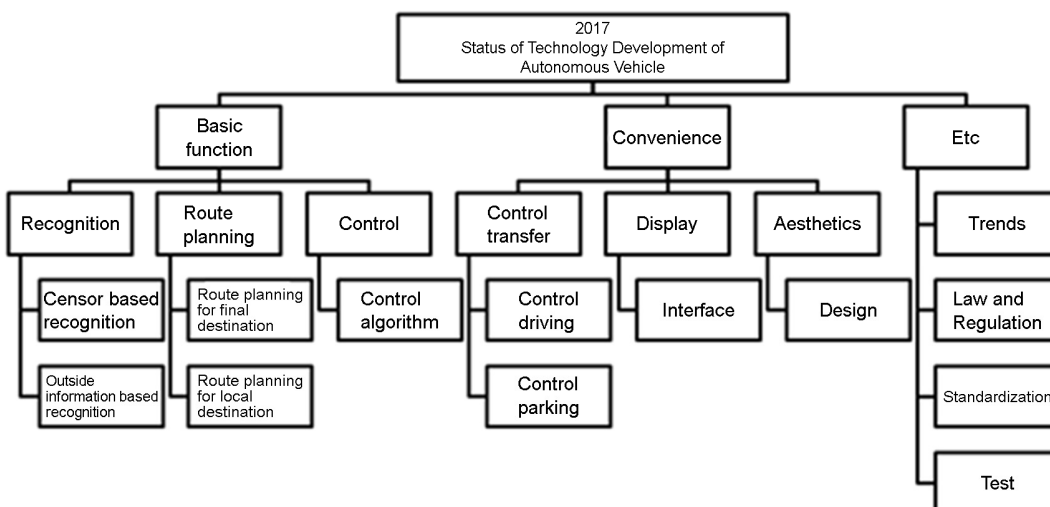 2017
Status of Technology Development of
Autonomous Vehicle
Basic
function
Convenience
Etc
Recognition
Route
planning
Control
Control
transfer
Display
Aesthetics
Trends
Censor based
recognition
Route planning
for final
destination
Control
algorithm
Control
driving
Interface
Design
Law and
Regulation
Outside
information based
recognition
Route planning
for local
destination
Control
parking
Standardization
Test